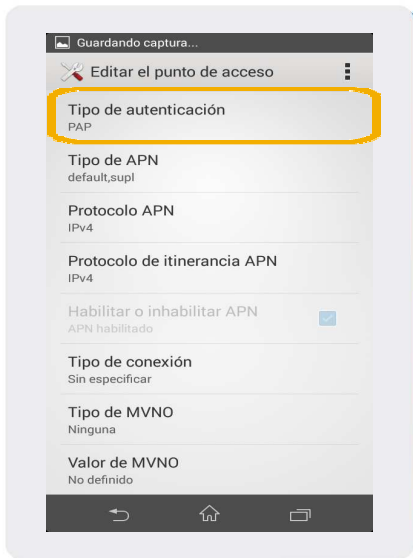 Guardando captura...
Editar el punto de acceso
Tipo de autenticación
PAP
Tipo de APN
default,supl
Protocolo APN
IPv4
Protocolo de itinerancia APN
IPv4
Habilitar o inhabilitar APN
APN habilitado
Tipo de conexión
Sin especificar
Tipo de MVNO
Ninguna
Valor de MVNO
No definido